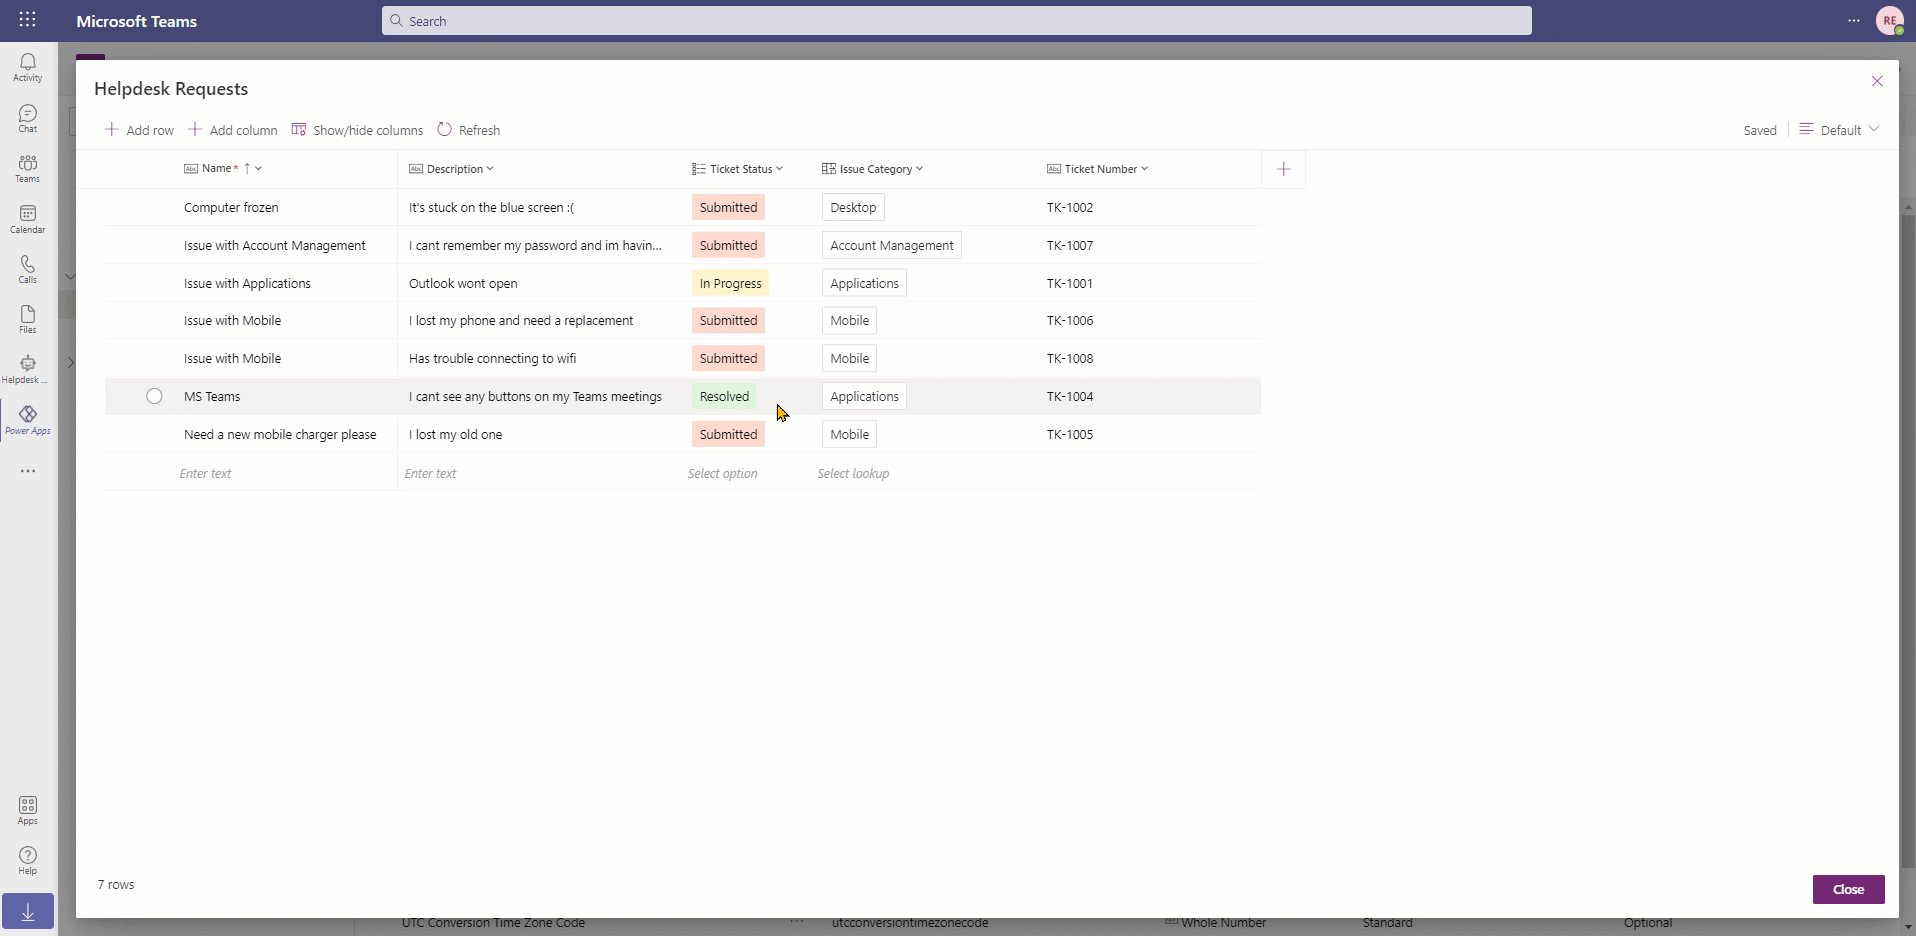 Microsoft Teams
Search
RE
Activity
Chat
Teams
Calendar
Calls
Files
Helpdesk ...
Power Apps
Apps
Help
Helpdesk Requests
Add row
Add column
Show/hide columns
Refresh
Saved
Default
Abc Name * Abc Description Ticket Status Issue Category Abc Ticket Number
Computer frozen It's stuck on the blue screen :( Submitted Desktop TK-1002
Issue with Account Management I cant remember my password and im havin... Submitted Account Management TK-1007
Issue with Applications Outlook wont open In Progress Applications TK-1001
Issue with Mobile I lost my phone and need a replacement Submitted Mobile TK-1006
Issue with Mobile Has trouble connecting to wifi Submitted Mobile TK-1008
MS Teams I cant see any buttons on my Teams meetings Resolved Applications TK-1004
Need a new mobile charger please I lost my old one Submitted Mobile TK-1005
Enter text Enter text Select option Select lookup
7 rows
Close
UTC Conversion Time Zone Code ... utcconversiontimezonecode Whole Number Standard Optional